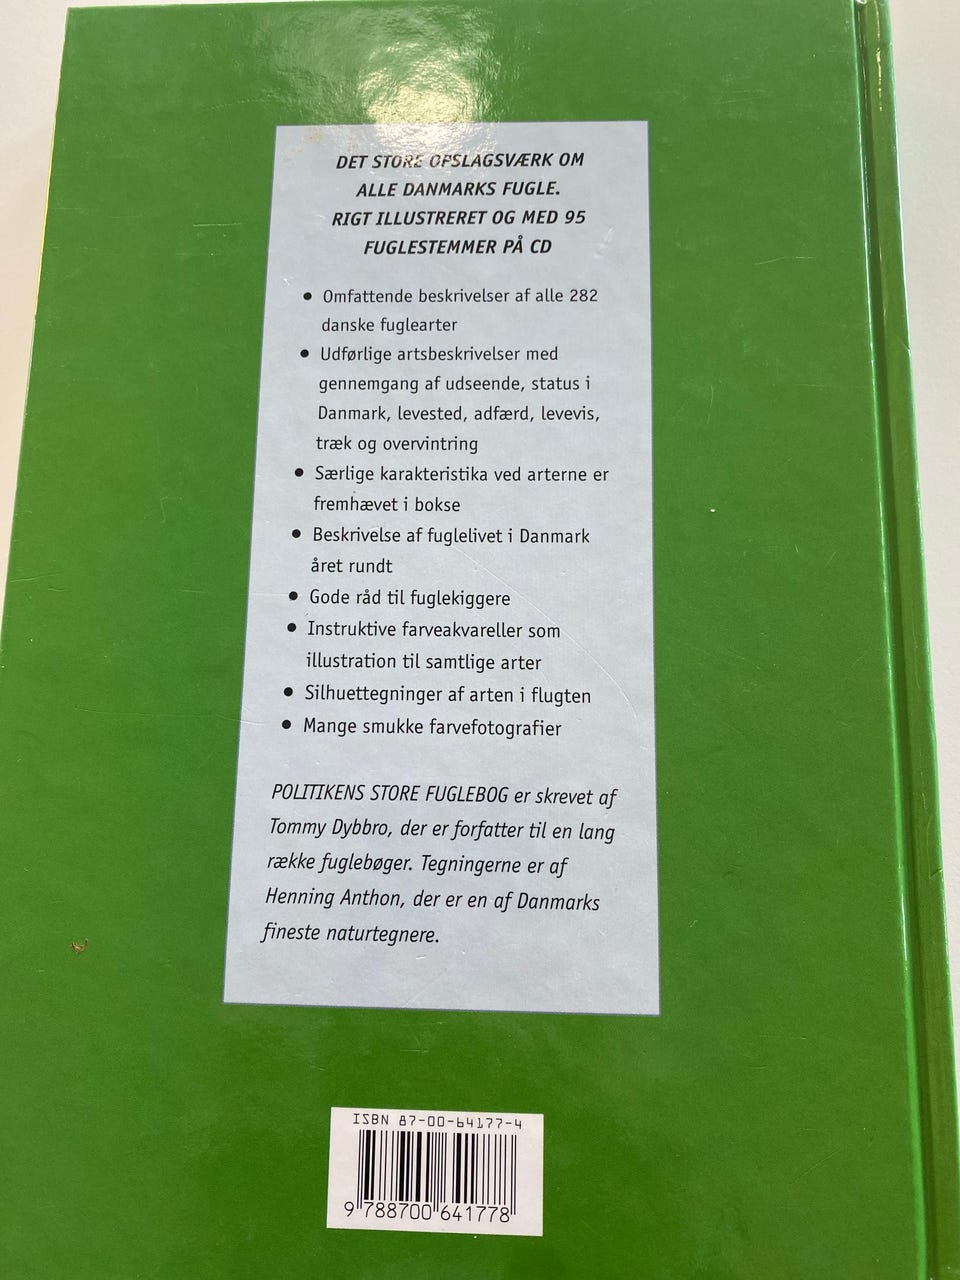 DET STORE OPSLAGSVÆRK OM
ALLE DANMARKS FUGLE.
RIGT ILLUSTRERET OG MED 95
FUGLESTEMMER PÅ CD
• Omfattende beskrivelser af alle 282
danske fuglearter
• Udførlige artsbeskrivelser med
gennemgang af udseende, status i
Danmark, levested, adfærd, levevis,
træk og overvintring
• Særlige karakteristika ved arterne er
fremhævet i bokse
• Beskrivelse af fuglelivet i Danmark
året rundt
• Gode råd til fuglekiggere
• Instruktive farveakvareller som
illustration til samtlige arter
• Silhuettegninger af arten i flugten
• Mange smukke farvefotografier
POLITIKENS STORE FUGLEBOG er skrevet af
Tommy Dybbro, der er forfatter til en lang
række fuglebøger. Tegningerne er af
Henning Anthon, der er en af Danmarks
fineste naturtegnere.
ISBN 87-00-64177-4
9 788700 641778